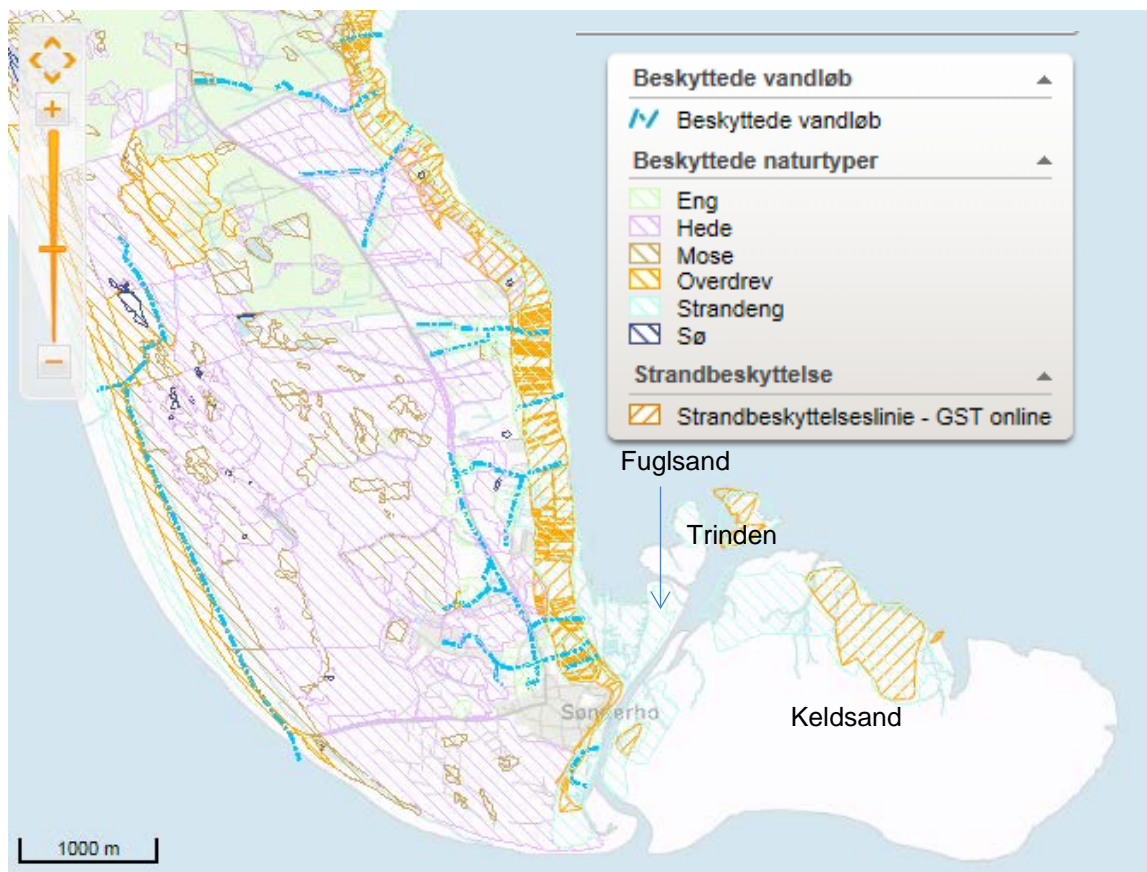 Beskyttede vandløb
Beskyttede vandløb
Beskyttede naturtyper
Eng
Hede
Mose
Overdrev
Strandeng
Sø
Strandbeskyttelse
Strandbeskyttelseslinie - GST online
Fuglsand
Trinden
Keldsand
Sønderho
1000 m